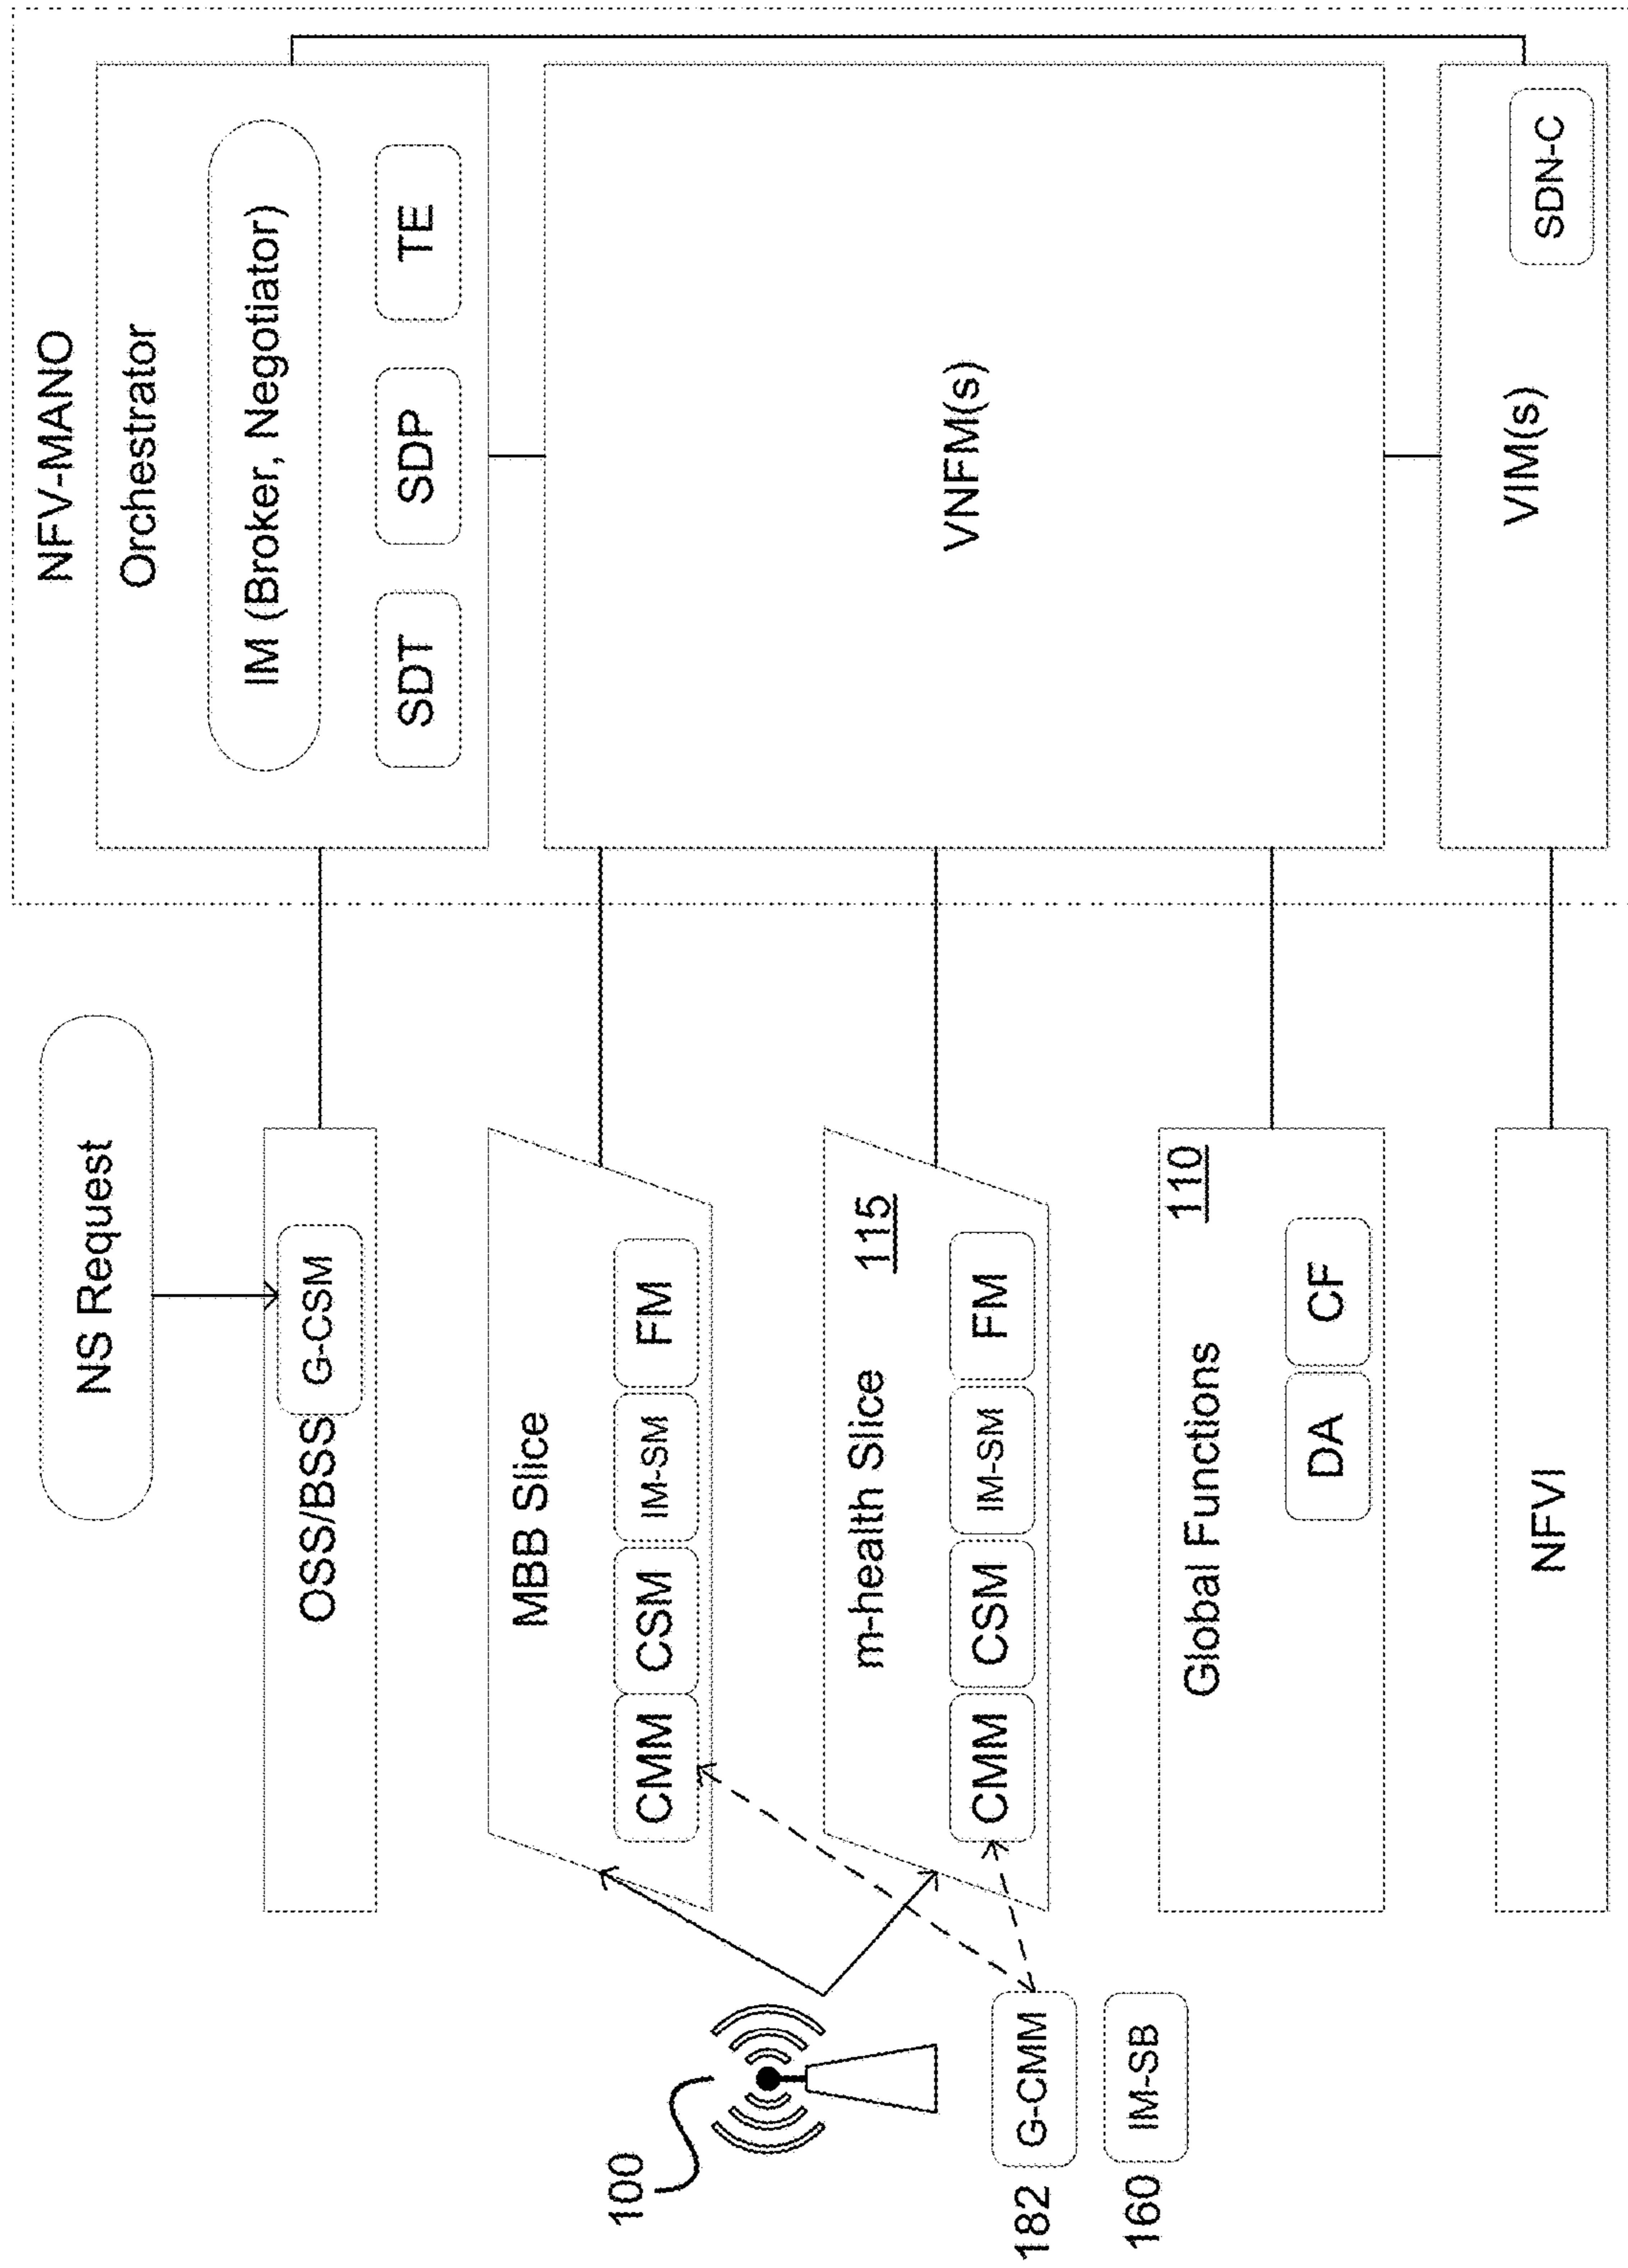 NS Request
NFV-MANO
OSS/BSS
G-CSM
Orchestrator
IM (Broker, Negotiator)
SDT
SDP
TE
MBB Slice
CMM
CSM
IM-SM
FM
100
m-health Slice
115
CMM
CSM
IM-SM
FM
VNFM(s)
182
G-CMM
160
IM-SB
Global Functions
110
DA
CF
NFVI
VIM(s)
SDN-C